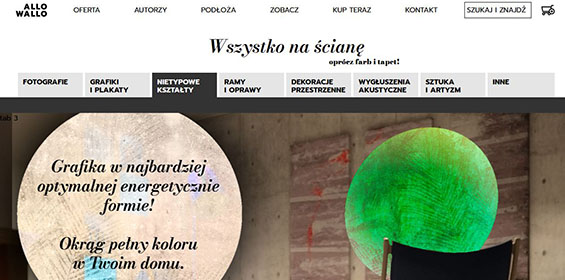 ALLO
WALLO
OFERTA
AUTORZY
PODŁOŻA
ZOBACZ
KUP TERAZ
KONTAKT
SZUKAJ I ZNAJDŹ
Wszystko na ścianę
oprócz farb i tapet!
FOTOGRAFIE
GRAFIKI
I PLAKATY
NIETYPOWE
KSZTAŁTY
RAMY
I OPRAWY
DEKORACJE
PRZESTRZENNE
WYGŁUSZENIA
AKUSTYCZNE
SZTUKA
I ARTYZM
INNE
tab 3
Grafika w najbardziej
optymalnej energetycznie
formie!
Okrąg pełny koloru
w Twoim domu.